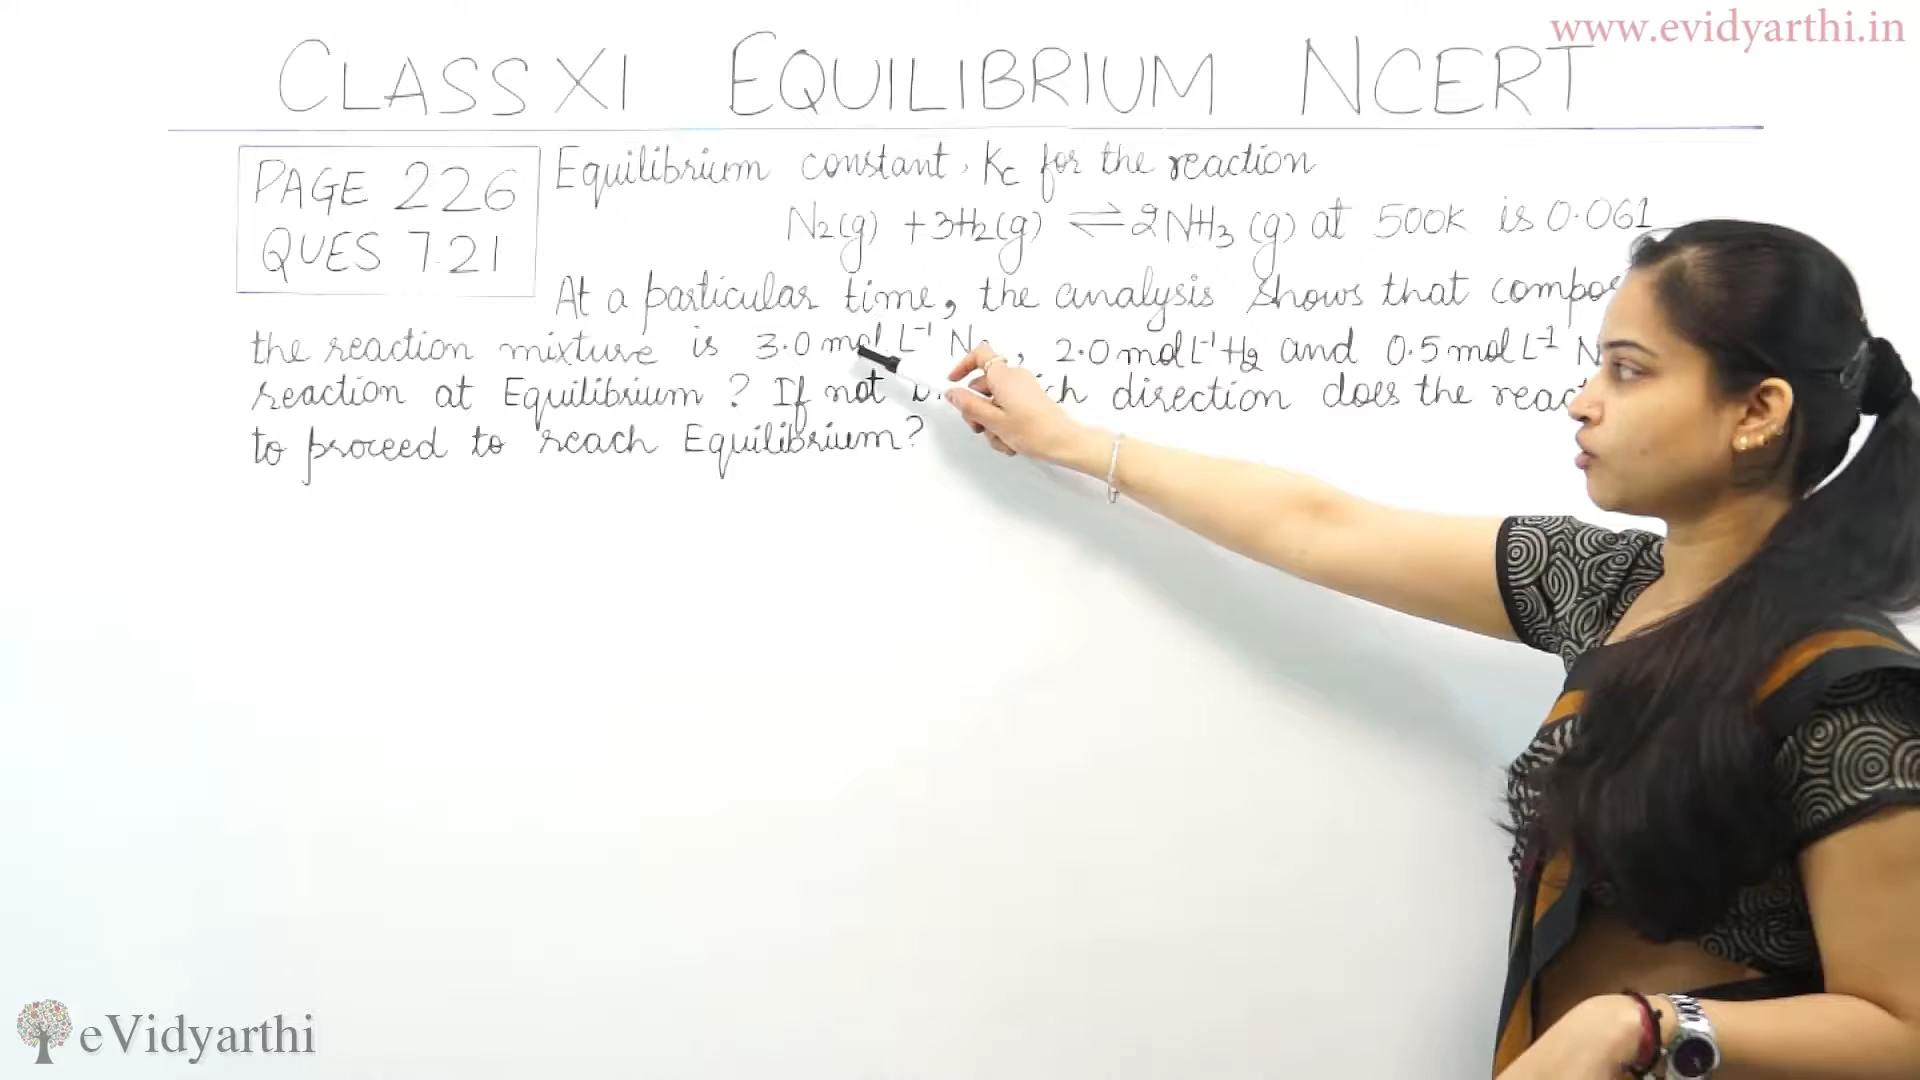 www.evidyarthi.in
CLASS XI EQUILIBRIUM NCERT
PAGE 226
QUES 7.21
Equilibrium constant, Kc for the reaction
N2(g) + 3H2(g) ⇌ 2NH3 (g) at 500K is 0.061
At a particular time, the analysis shows that
the reaction mixture is 3.0 mol L⁻¹ , 2.0 mol L⁻¹ H2 and 0.5 mol L⁻¹
reaction at Equilibrium ? If not direction does the
to proceed to reach Equilibrium?
eVidyarthi